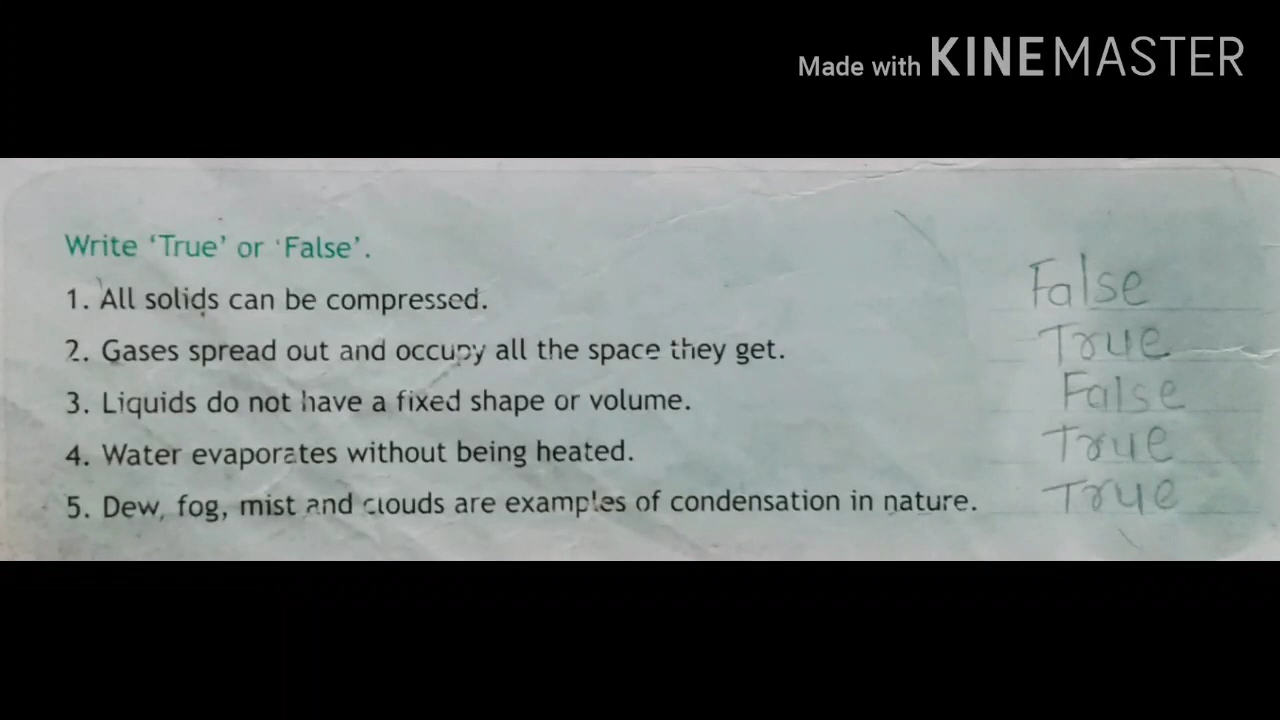 Made with KINEMASTER
Write 'True' or 'False'.
1. All solids can be compressed. False
2. Gases spread out and occupy all the space they get. True
3. Liquids do not have a fixed shape or volume. False
4. Water evaporates without being heated. True
5. Dew, fog, mist and clouds are examples of condensation in nature. True